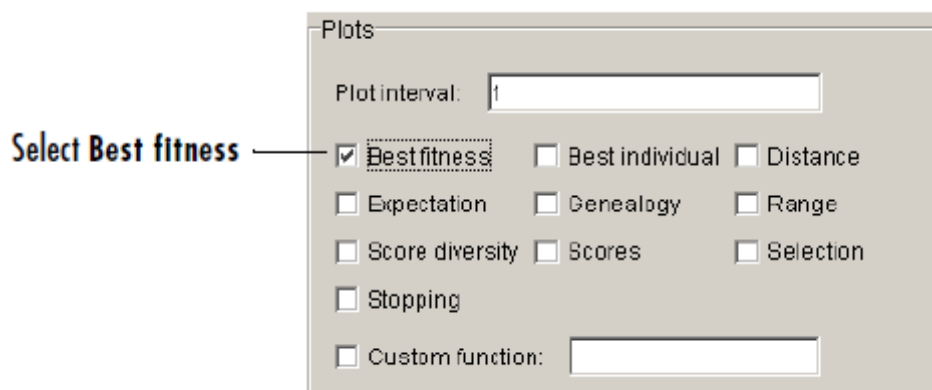 Plots
Plot interval: 1
Select Best fitness
Best fitness Best individual Distance
Expectation Genealogy Range
Score diversity Scores Selection
Stopping
Custom function: